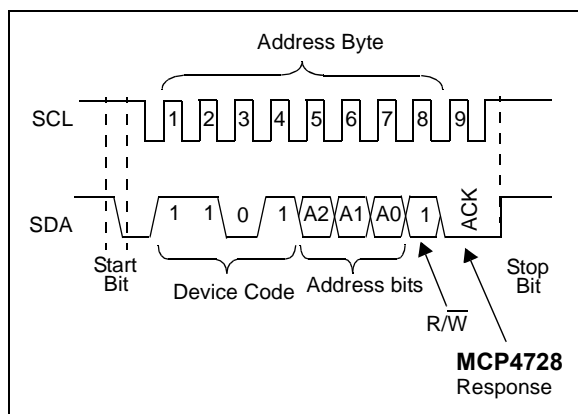 Address Byte
SCL 1 2 3 4 5 6 7 8 9
SDA 1 1 0 1 A2 A1 A0 1 ACK
Start
Bit
Device Code
Address bits
Stop
Bit
R/W̅
MCP4728
Response